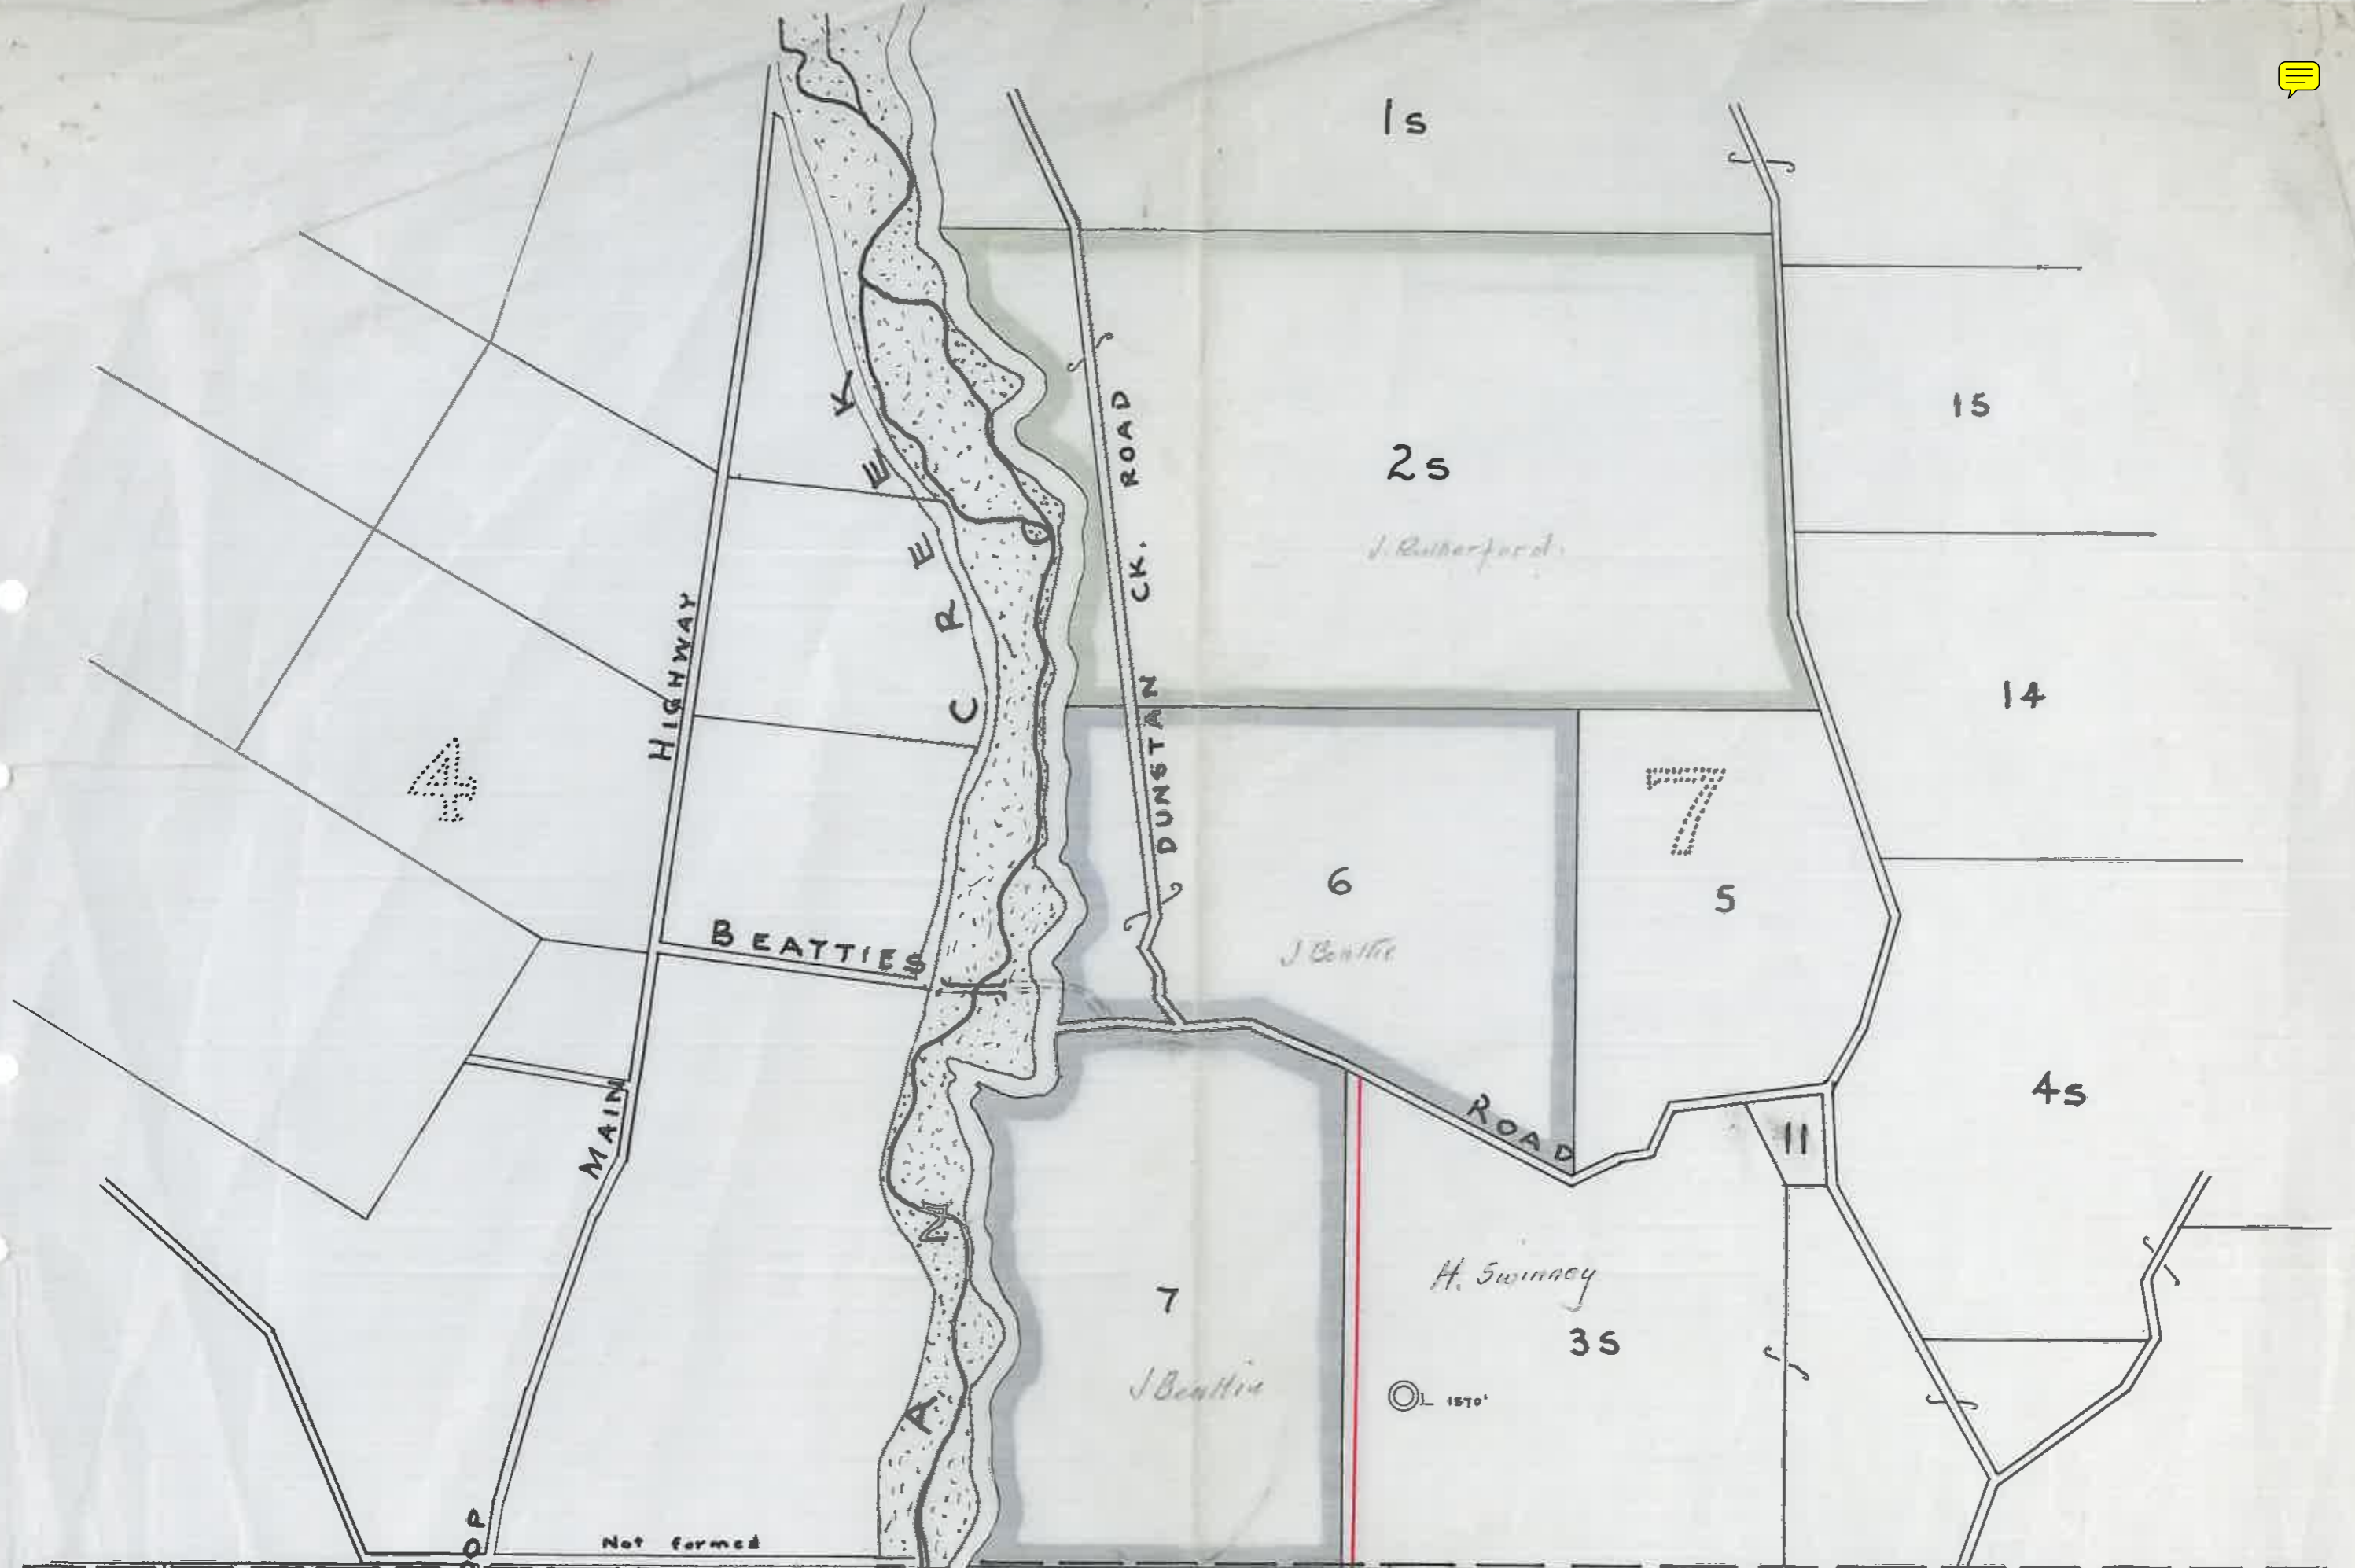 1s
15
2s
J. Rutherford.
CREEK
DUNSTAN CK. ROAD
14
MAIN HIGHWAY
4
7
6
5
BEATTIES ROAD
J Beattie
4s
11
H. Swinney
7
3s
J Beattie
1590'
A
N
Not formed